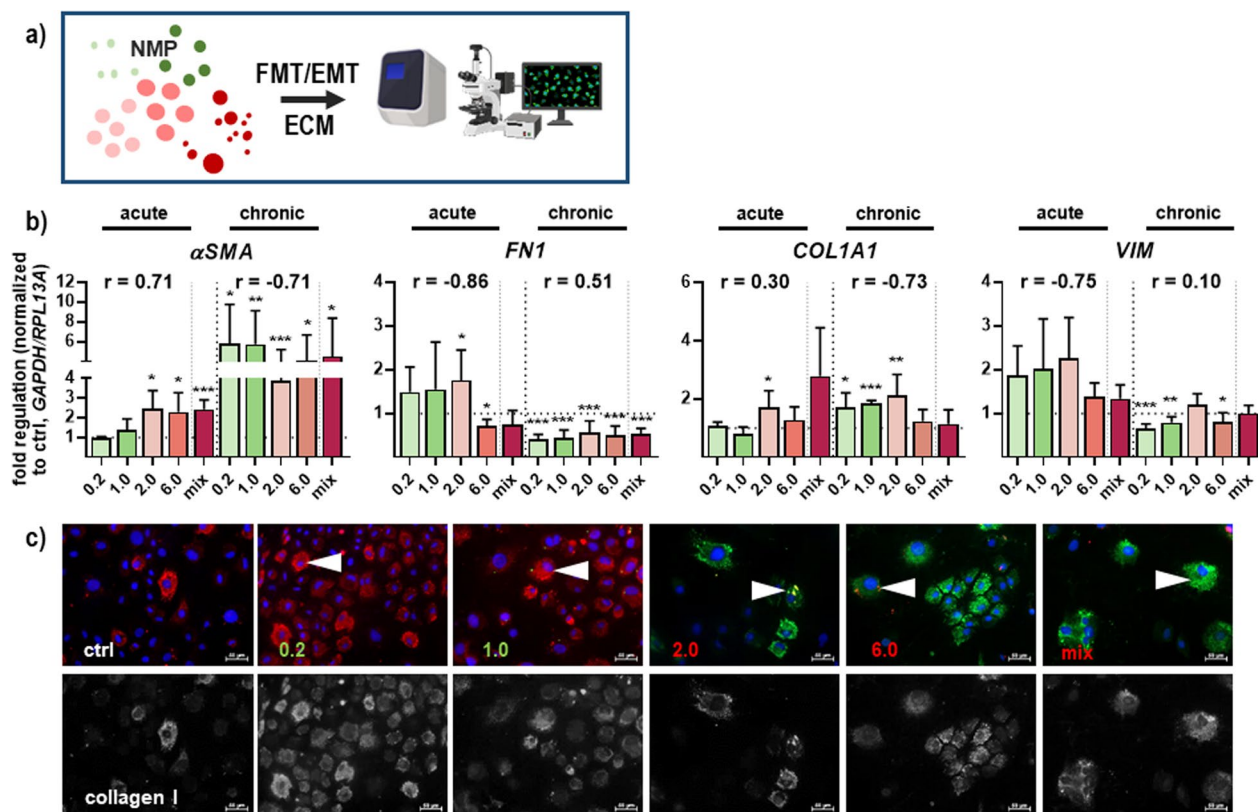 a)
NMP
FMT/EMT
ECM
b)
acute
chronic
acute
chronic
acute
chronic
acute
chronic
αSMA
FN1
COL1A1
VIM
fold regulation (normalized
to ctrl, GAPDH/RPL13A)
r = 0.71
r = -0.71
r = -0.86
r = 0.51
r = 0.30
r = -0.73
r = -0.75
r = 0.10
12
10
8
6
4
3
2
1
4
3
2
1
6
4
2
4
3
2
1
* * *** * ** *** * *
* * *** *** *** *** ***
* * *** **
*** ** *
0.2 1.0 2.0 6.0 mix 0.2 1.0 2.0 6.0 mix
0.2 1.0 2.0 6.0 mix 0.2 1.0 2.0 6.0 mix
0.2 1.0 2.0 6.0 mix 0.2 1.0 2.0 6.0 mix
0.2 1.0 2.0 6.0 mix 0.2 1.0 2.0 6.0 mix
c)
ctrl
0.2
1.0
2.0
6.0
mix
collagen I